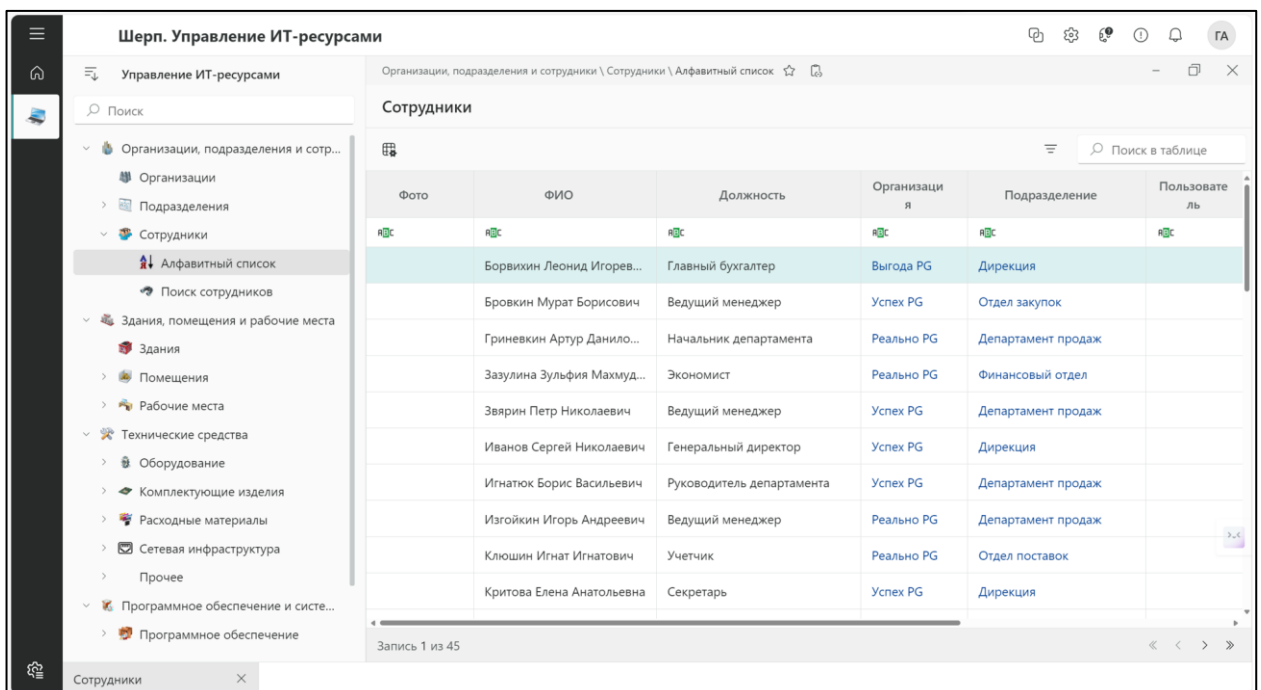 Шерп. Управление ИТ-ресурсами
ГА
Управление ИТ-ресурсами
Поиск
Организации, подразделения и сотр...
Организации
Подразделения
Сотрудники
Алфавитный список
Поиск сотрудников
Здания, помещения и рабочие места
Здания
Помещения
Рабочие места
Технические средства
Оборудование
Комплектующие изделия
Расходные материалы
Сетевая инфраструктура
Прочее
Программное обеспечение и систе...
Программное обеспечение
Организации, подразделения и сотрудники \ Сотрудники \ Алфавитный список
Сотрудники
Поиск в таблице
Фото ФИО Должность Организаци
я Подразделение Пользовате
ль
Борвихин Леонид Игорев... Главный бухгалтер Выгода PG Дирекция
Бровкин Мурат Борисович Ведущий менеджер Успех PG Отдел закупок
Гриневкин Артур Данило... Начальник департамента Реально PG Департамент продаж
Зазулина Зульфия Махмуд... Экономист Реально PG Финансовый отдел
Звярин Петр Николаевич Ведущий менеджер Успех PG Департамент продаж
Иванов Сергей Николаевич Генеральный директор Успех PG Дирекция
Игнатюк Борис Васильевич Руководитель департамента Успех PG Департамент продаж
Изгойкин Игорь Андреевич Ведущий менеджер Реально PG Департамент продаж
Клюшин Игнат Игнатович Учетчик Реально PG Отдел поставок
Критова Елена Анатольевна Секретарь Успех PG Дирекция
Запись 1 из 45
Сотрудники